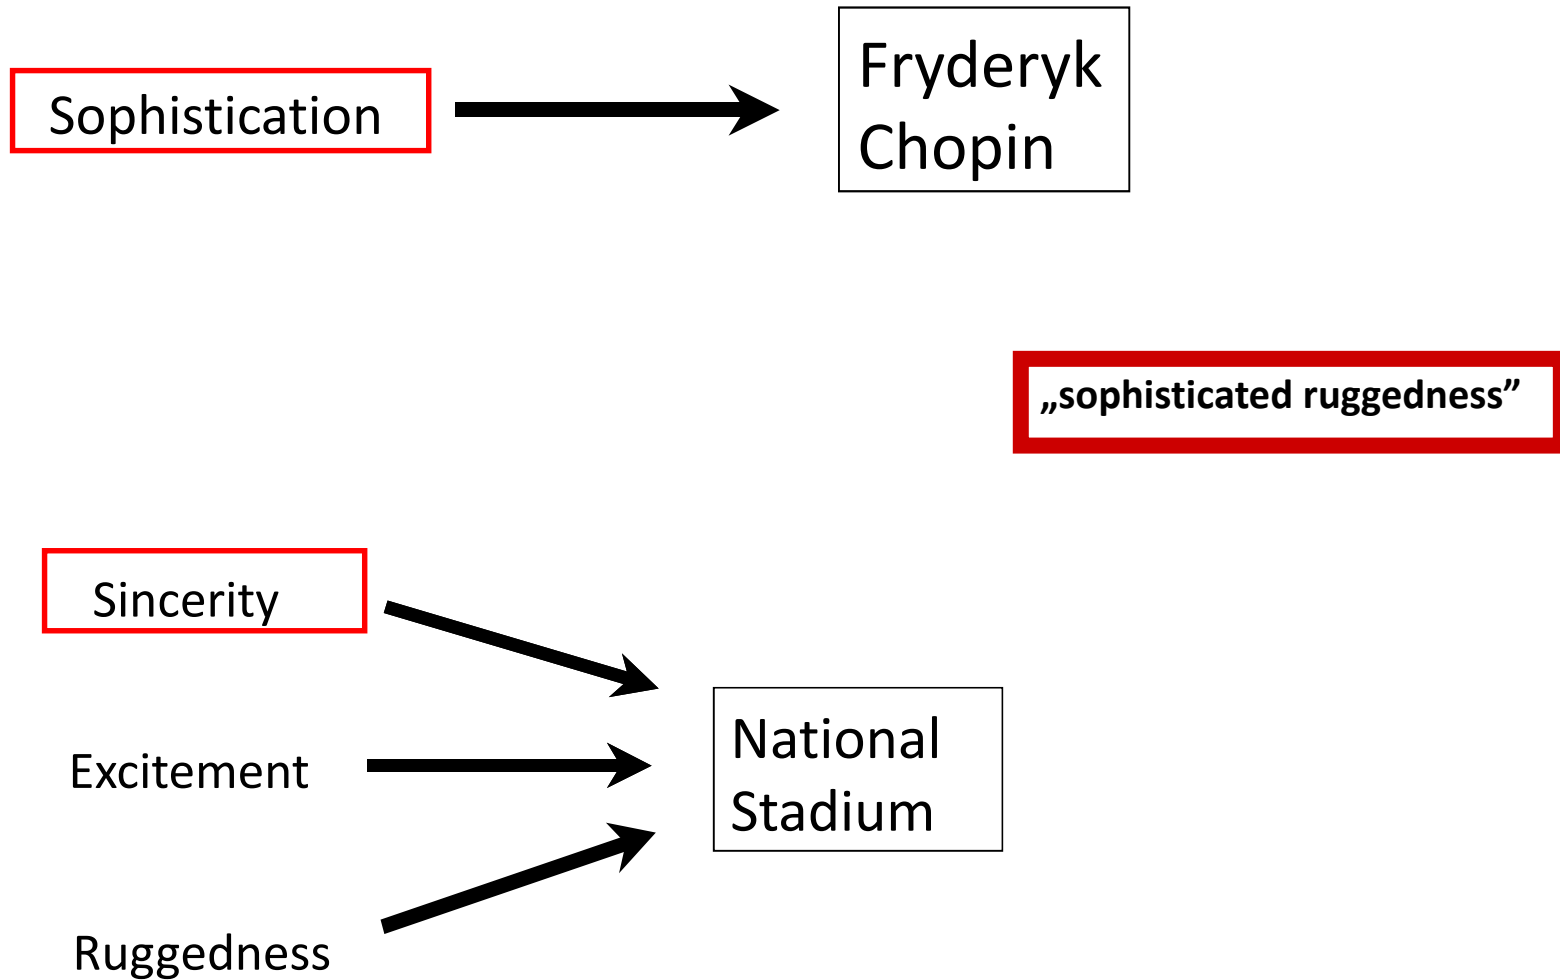 Sophistication
Fryderyk
Chopin
„sophisticated ruggedness”
Sincerity
Excitement
National
Stadium
Ruggedness